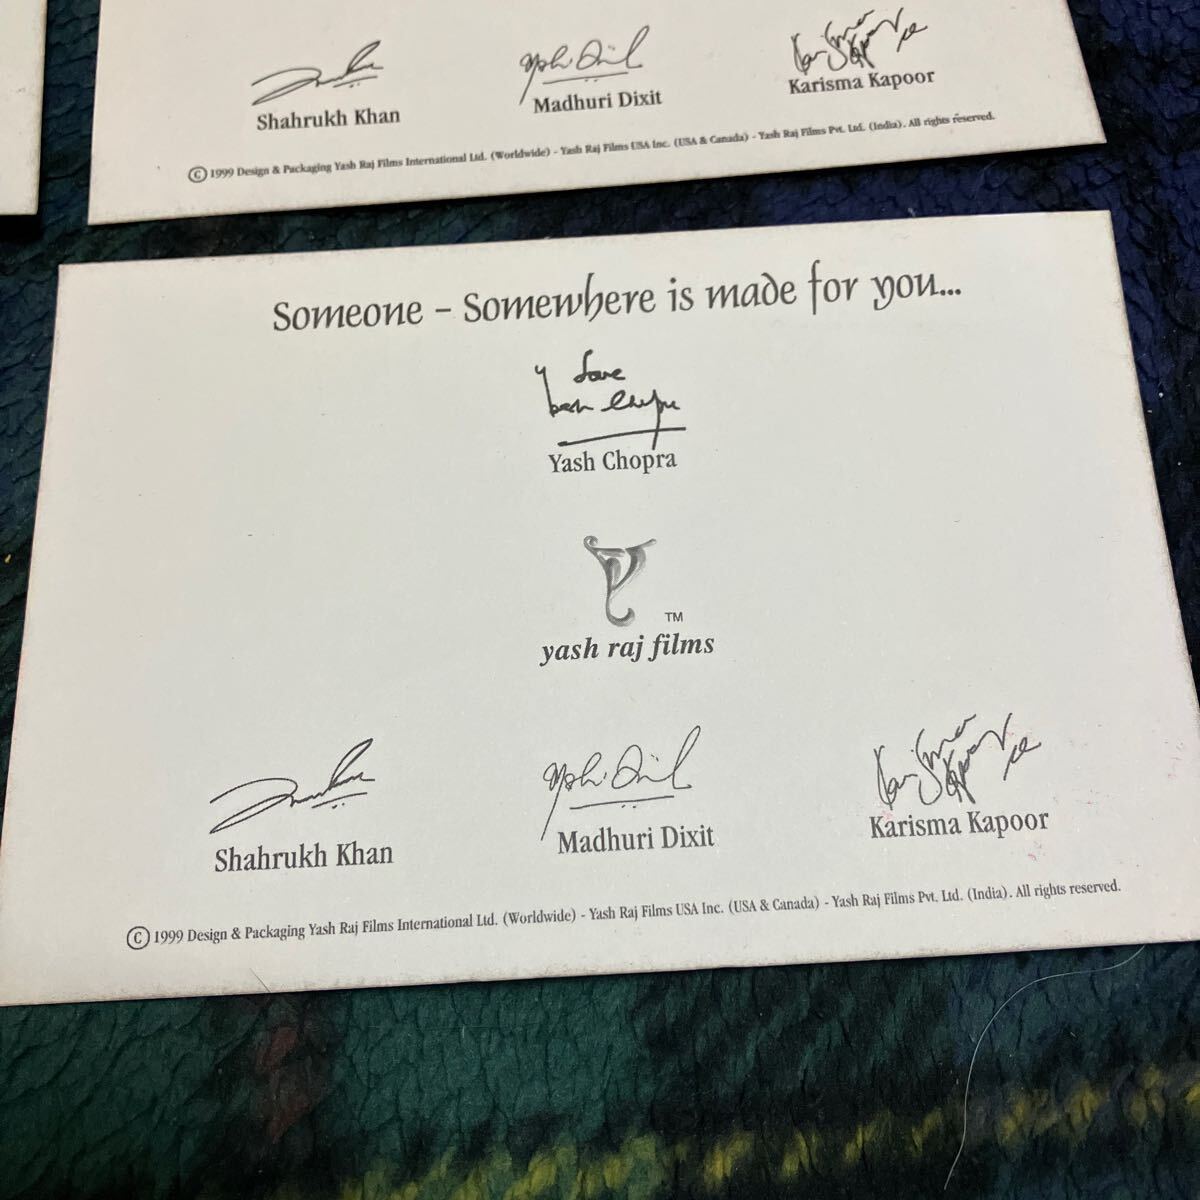 Shahrukh Khan
Madhuri Dixit
Karisma Kapoor
© 1999 Design & Packaging Yash Raj Films International Ltd. (Worldwide) - Yash Raj Films USA Inc. (USA & Canada) - Yash Raj Films Pvt. Ltd. (India). All rights reserved.
Someone - Somewhere is made for you...
Yash Chopra
TM
yash raj films
Shahrukh Khan
Madhuri Dixit
Karisma Kapoor
© 1999 Design & Packaging Yash Raj Films International Ltd. (Worldwide) - Yash Raj Films USA Inc. (USA & Canada) - Yash Raj Films Pvt. Ltd. (India). All rights reserved.